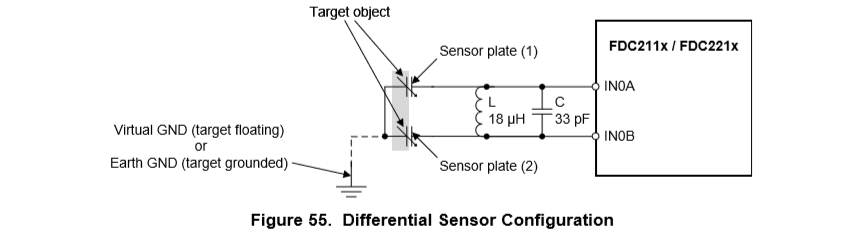 Target object
Sensor plate (1)
FDC211x / FDC221x
IN0A
L
18 µH
C
33 pF
IN0B
Virtual GND (target floating)
or
Earth GND (target grounded)
Sensor plate (2)
Figure 55. Differential Sensor Configuration